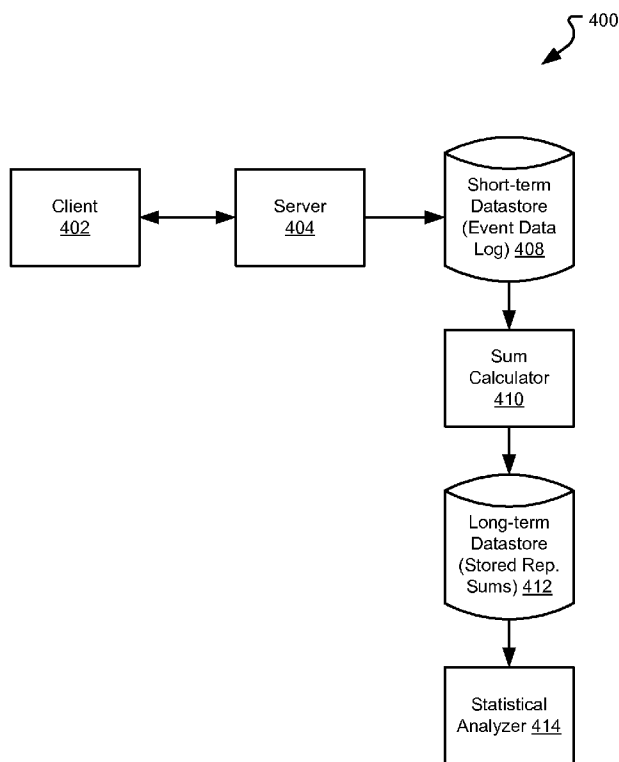 400
Client
402
Server
404
Short-term
Datastore
(Event Data
Log) 408
Sum
Calculator
410
Long-term
Datastore
(Stored Rep.
Sums) 412
Statistical
Analyzer 414